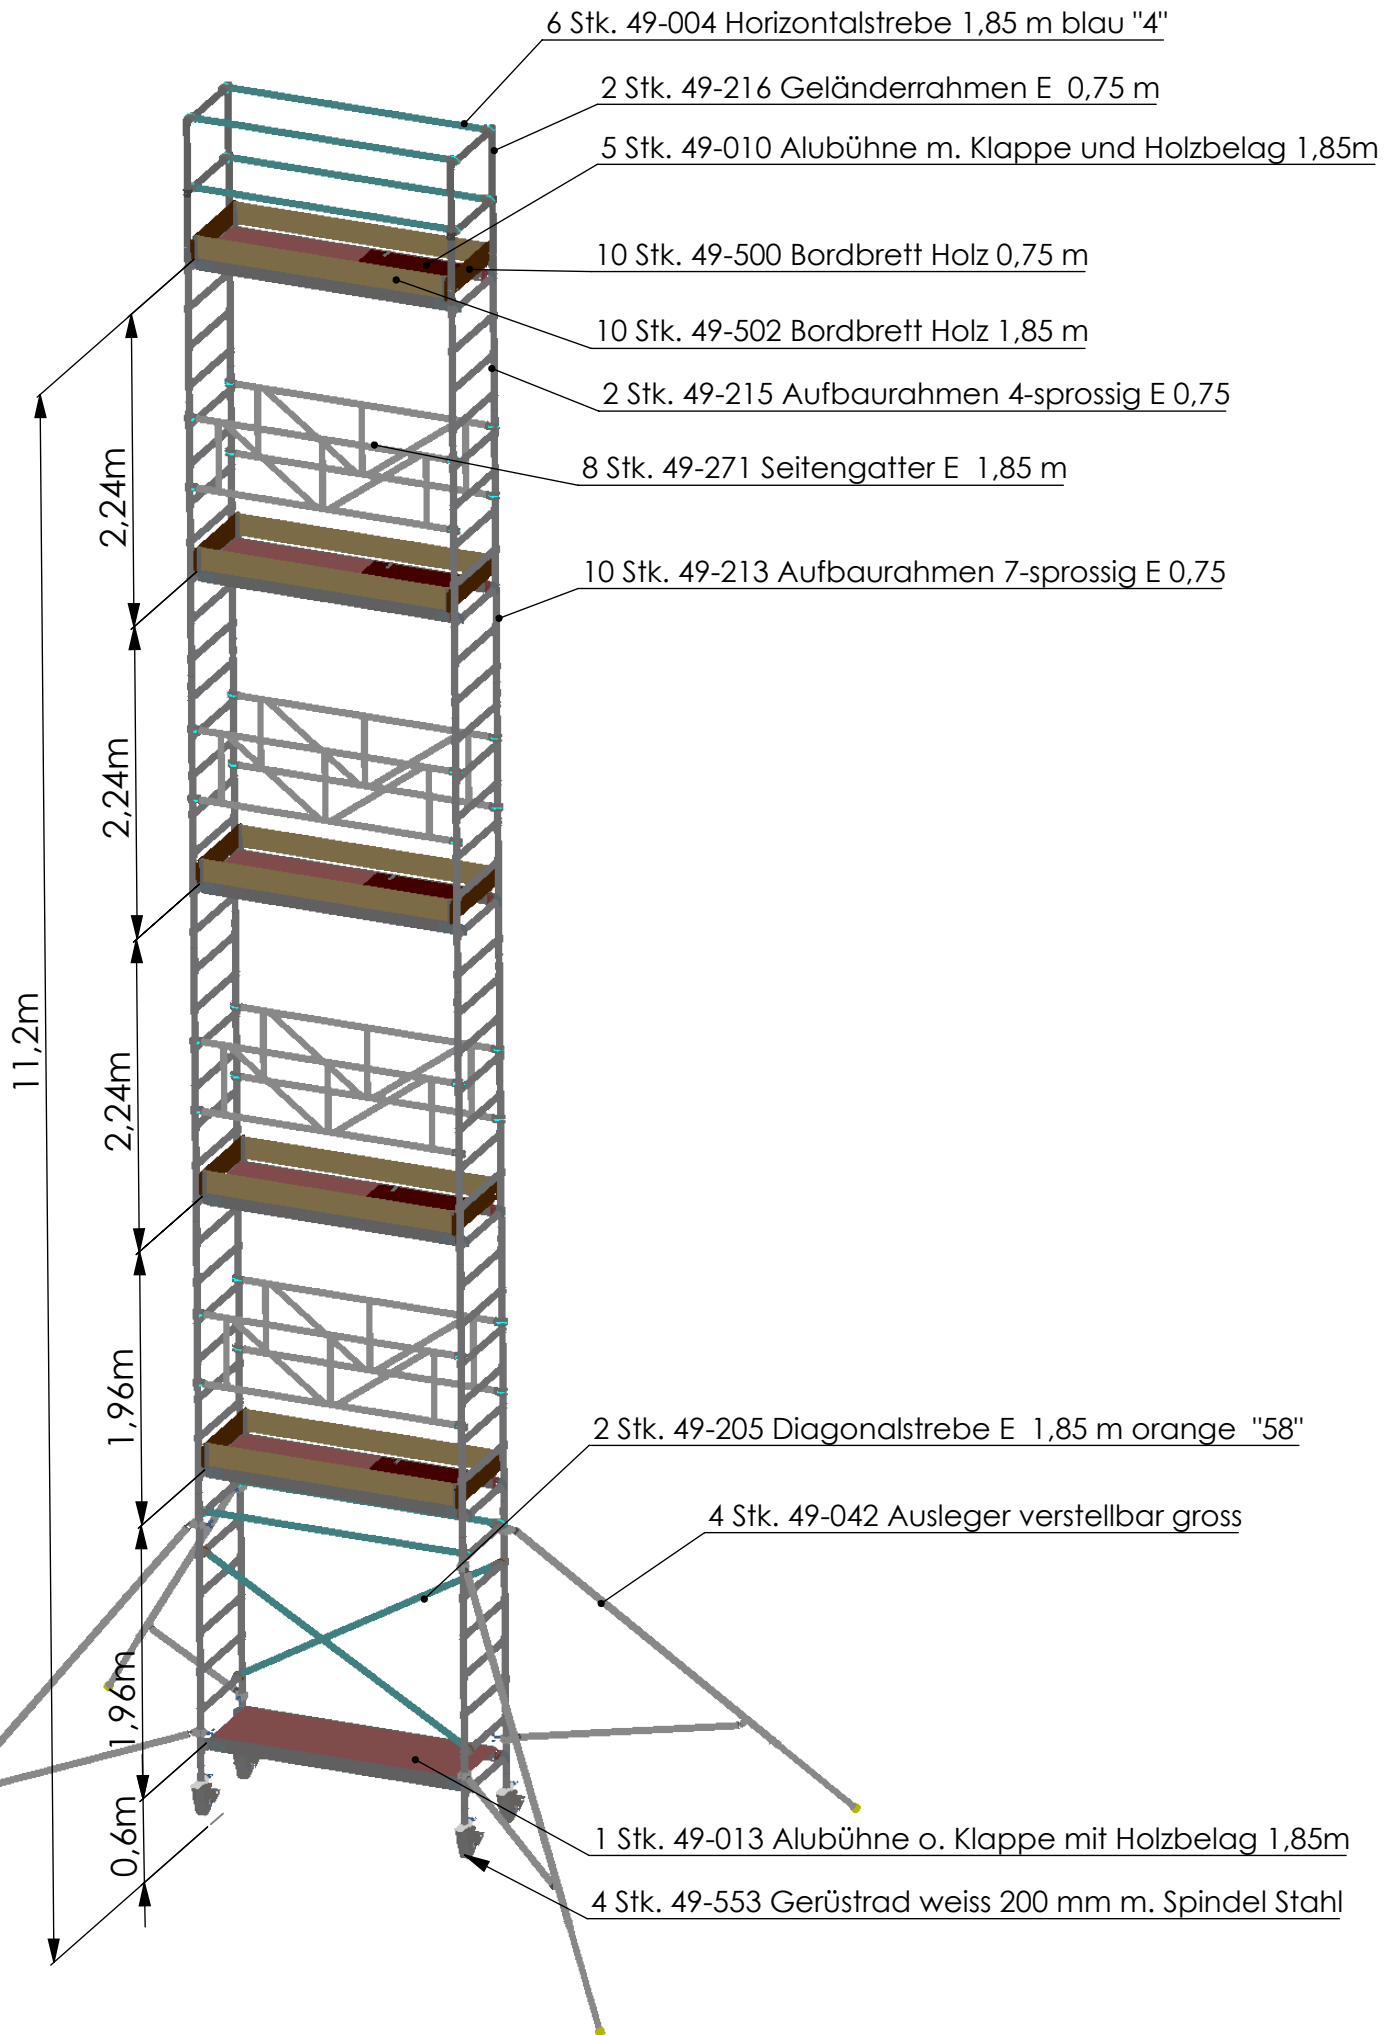 6 Stk. 49-004 Horizontalstrebe 1,85 m blau "4"
2 Stk. 49-216 Geländerrahmen E  0,75 m
5 Stk. 49-010 Alubühne m. Klappe und Holzbelag 1,85m
10 Stk. 49-500 Bordbrett Holz 0,75 m
10 Stk. 49-502 Bordbrett Holz 1,85 m
2 Stk. 49-215 Aufbaurahmen 4-sprossig E 0,75
8 Stk. 49-271 Seitengatter E  1,85 m
10 Stk. 49-213 Aufbaurahmen 7-sprossig E 0,75
2,24m
2,24m
2,24m
11,2m
1,96m
2 Stk. 49-205 Diagonalstrebe E  1,85 m orange  "58"
4 Stk. 49-042 Ausleger verstellbar gross
1,96m
0,6m
1 Stk. 49-013 Alubühne o. Klappe mit Holzbelag 1,85m
4 Stk. 49-553 Gerüstrad weiss 200 mm m. Spindel Stahl